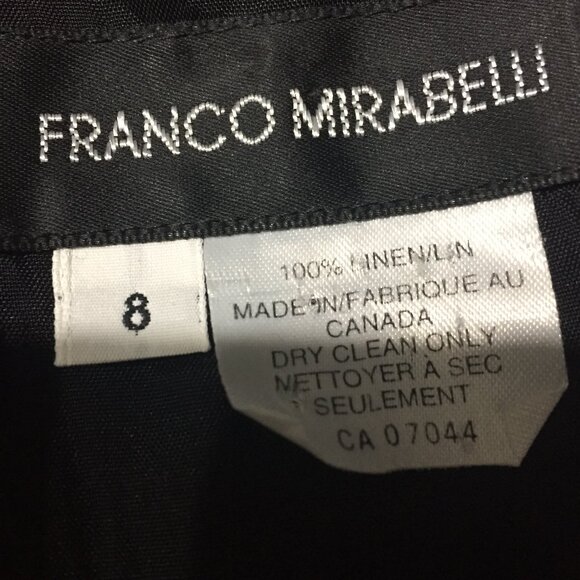 FRANCO MIRABELLI
8
100% LINEN/LIN
MADE IN/FABRIQUE AU
CANADA
DRY CLEAN ONLY
NETTOYER À SEC
SEULEMENT
CA 07044